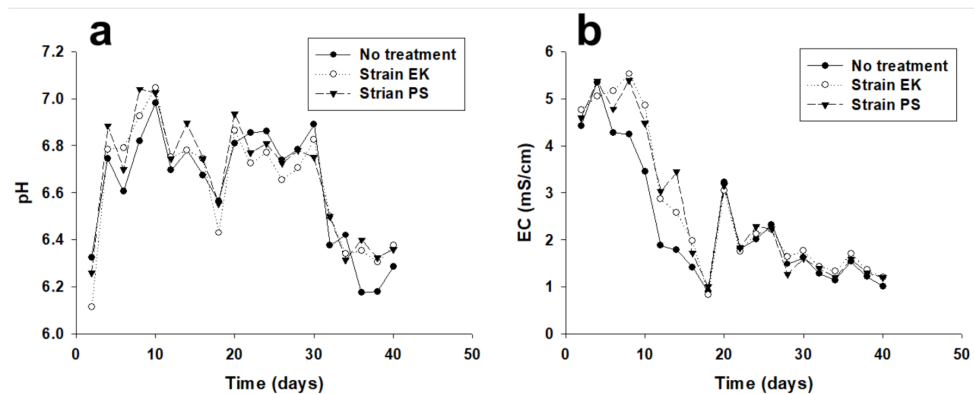 a
7.2
7.0
6.8
6.6
6.4
6.2
6.0
pH
0
10
20
30
40
50
Time (days)
No treatment
Strain EK
Strian PS
b
6
5
4
3
2
1
0
EC (mS/cm)
0
10
20
30
40
50
Time (days)
No treatment
Strain EK
Strain PS